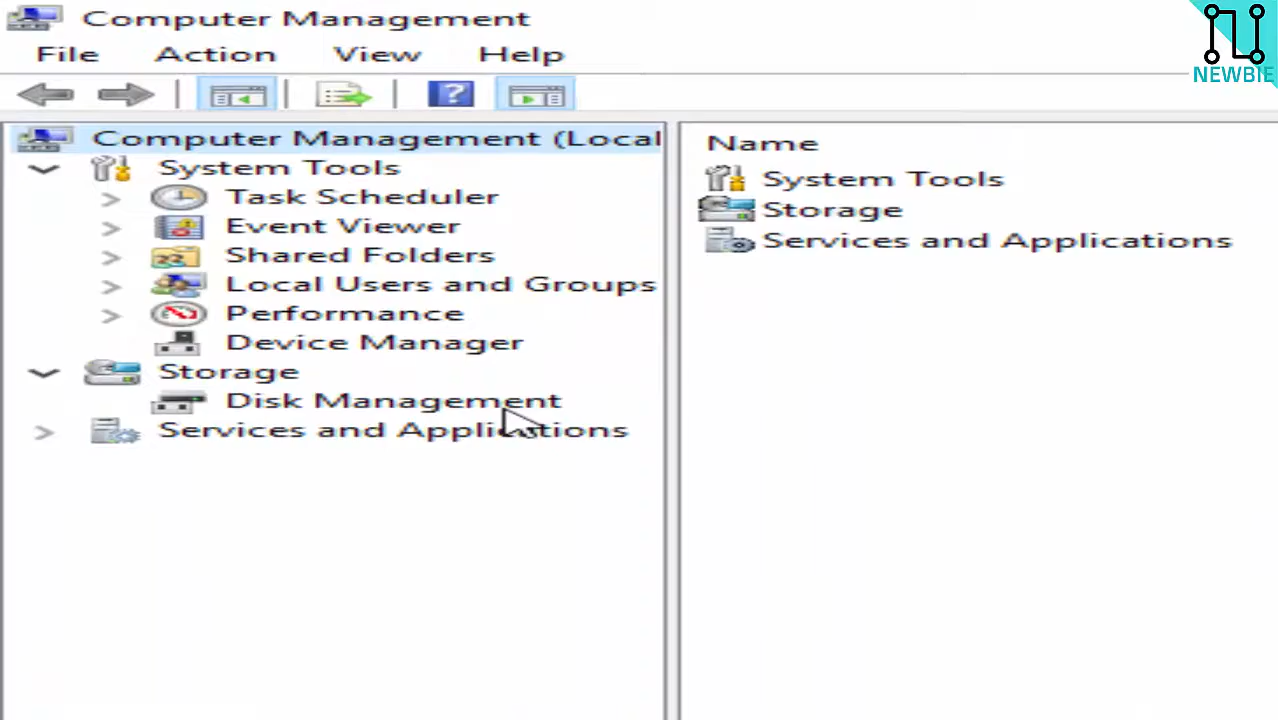 Computer Management
File Action View Help
NEWBIE
Computer Management (Local
System Tools
Task Scheduler
Event Viewer
Shared Folders
Local Users and Groups
Performance
Device Manager
Storage
Disk Management
Services and Applications
Name
System Tools
Storage
Services and Applications